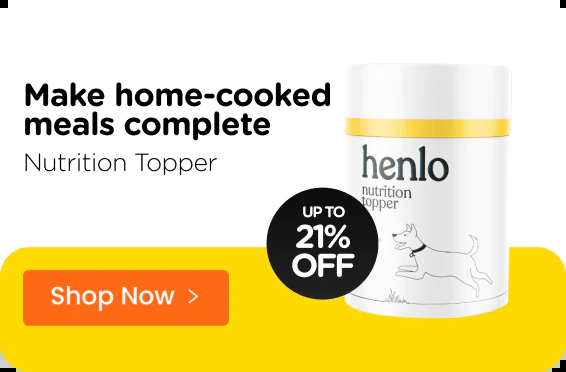 Make home-cooked
meals complete
Nutrition Topper
henlo
nutrition
topper
UP TO
21%
OFF
Shop Now >